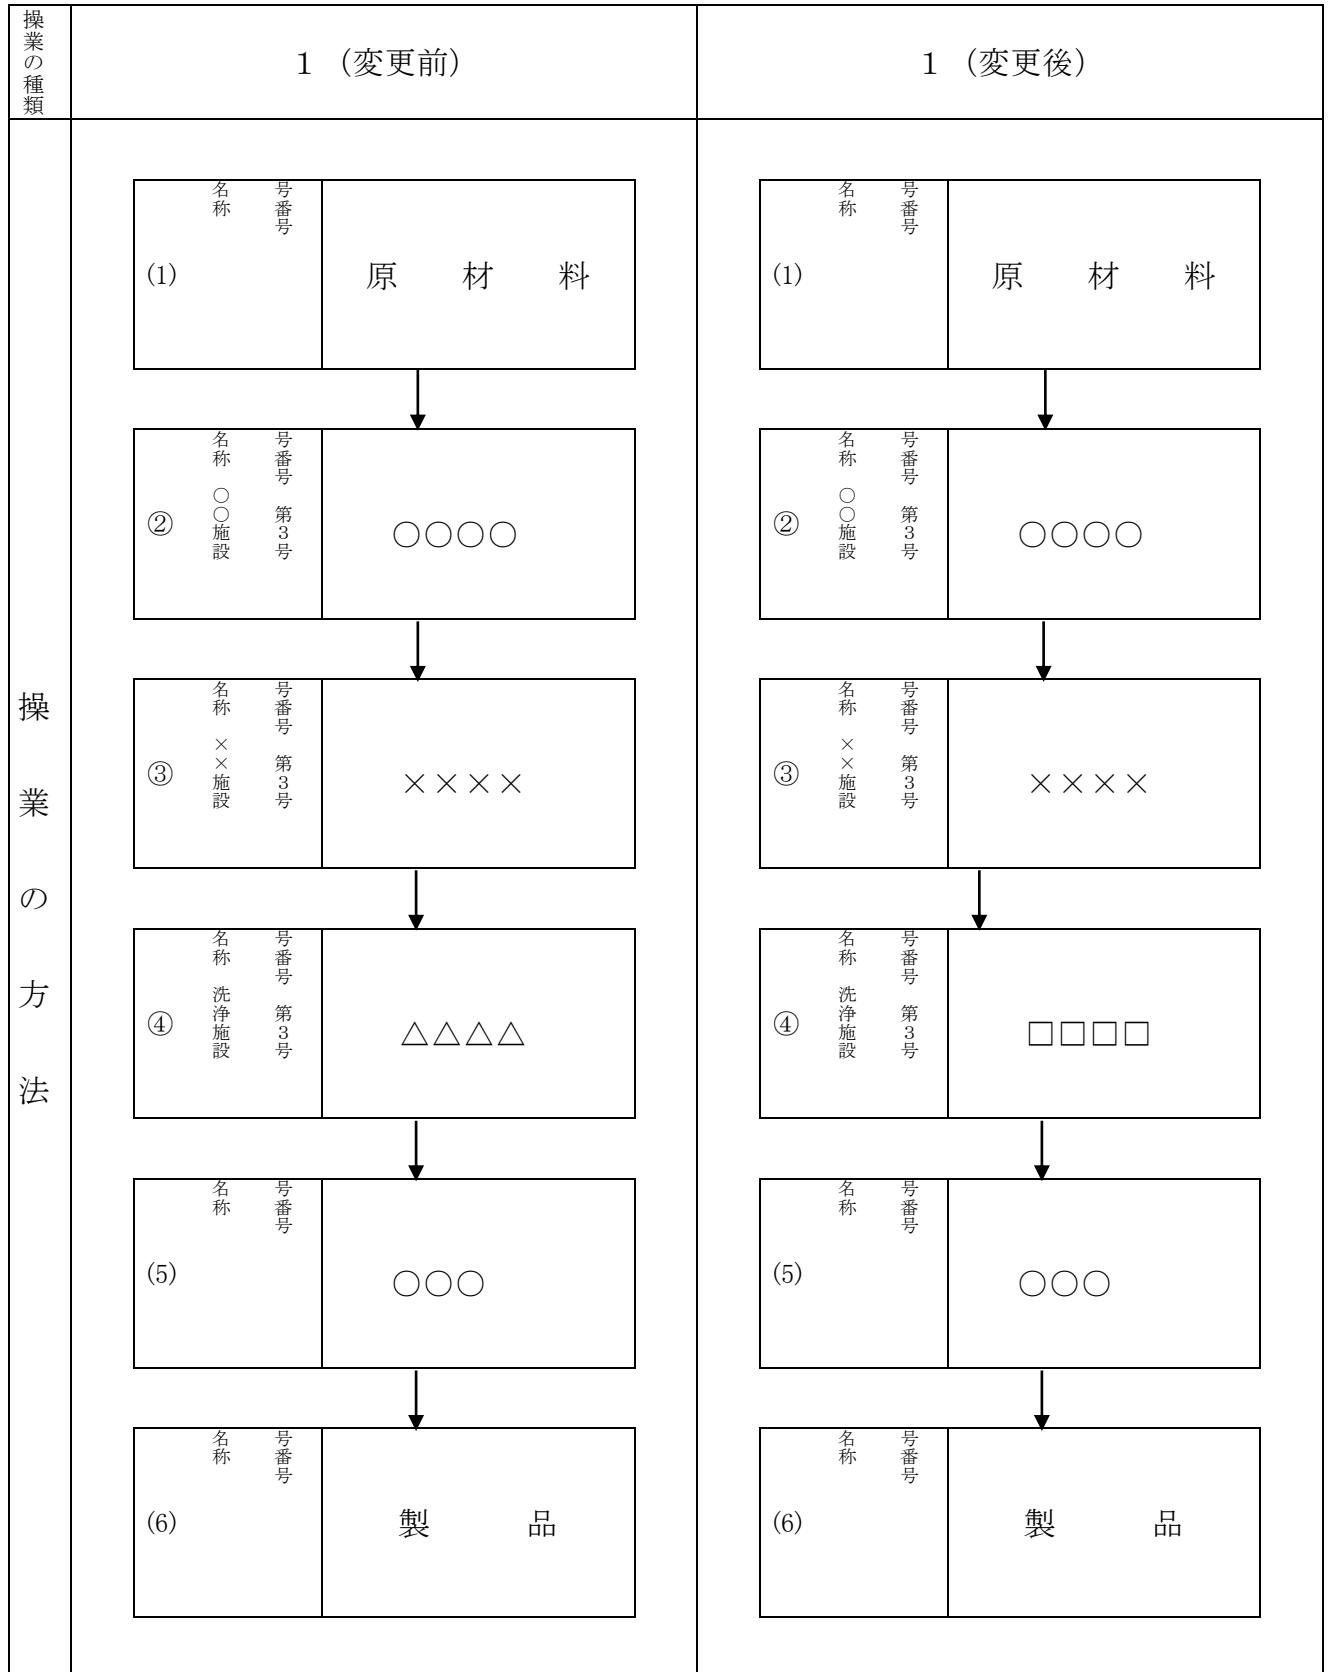 操業の種類
１（変更前）
１（変更後）
操業の方法
(1)
号番号
名称
原材料
②
号番号 第３号
名称 ○○施設
○○○○
③
号番号 第３号
名称 ××施設
××××
④
号番号 第３号
名称 洗浄施設
△△△△
(5)
号番号
名称
○○○
(6)
号番号
名称
製品
(1)
号番号
名称
原材料
②
号番号 第３号
名称 ○○施設
○○○○
③
号番号 第３号
名称 ××施設
××××
④
号番号 第３号
名称 洗浄施設
□□□□
(5)
号番号
名称
○○○
(6)
号番号
名称
製品